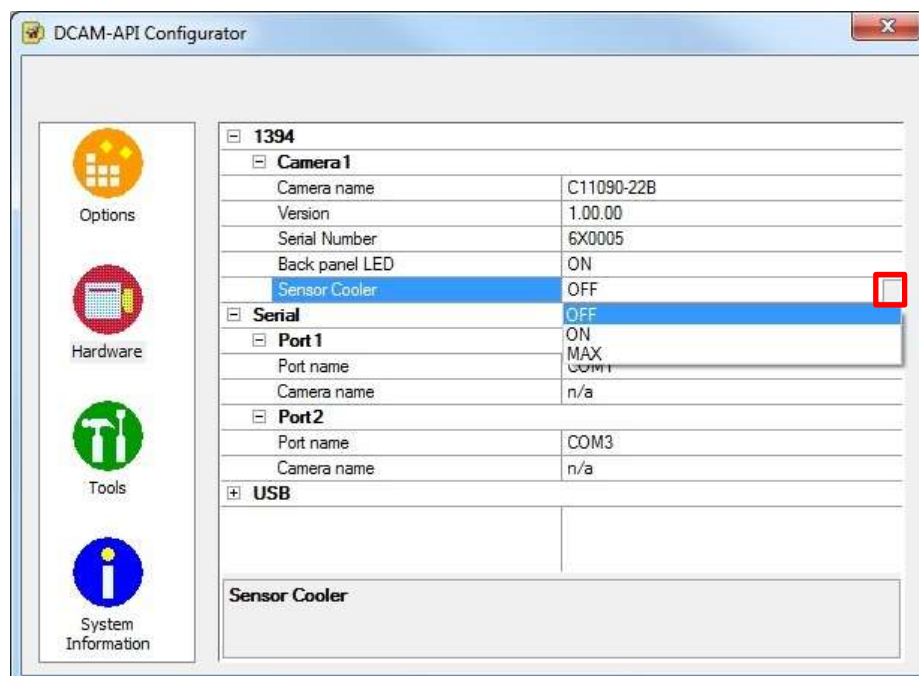 DCAM-API Configurator
Options
Hardware
Tools
System
Information
1394
Camera1
Camera name C11090-22B
Version 1.00.00
Serial Number 6X0005
Back panel LED ON
Sensor Cooler OFF
OFF
ON
MAX
Serial
Port1
Port name COM1
Camera name n/a
Port2
Port name COM3
Camera name n/a
USB
Sensor Cooler